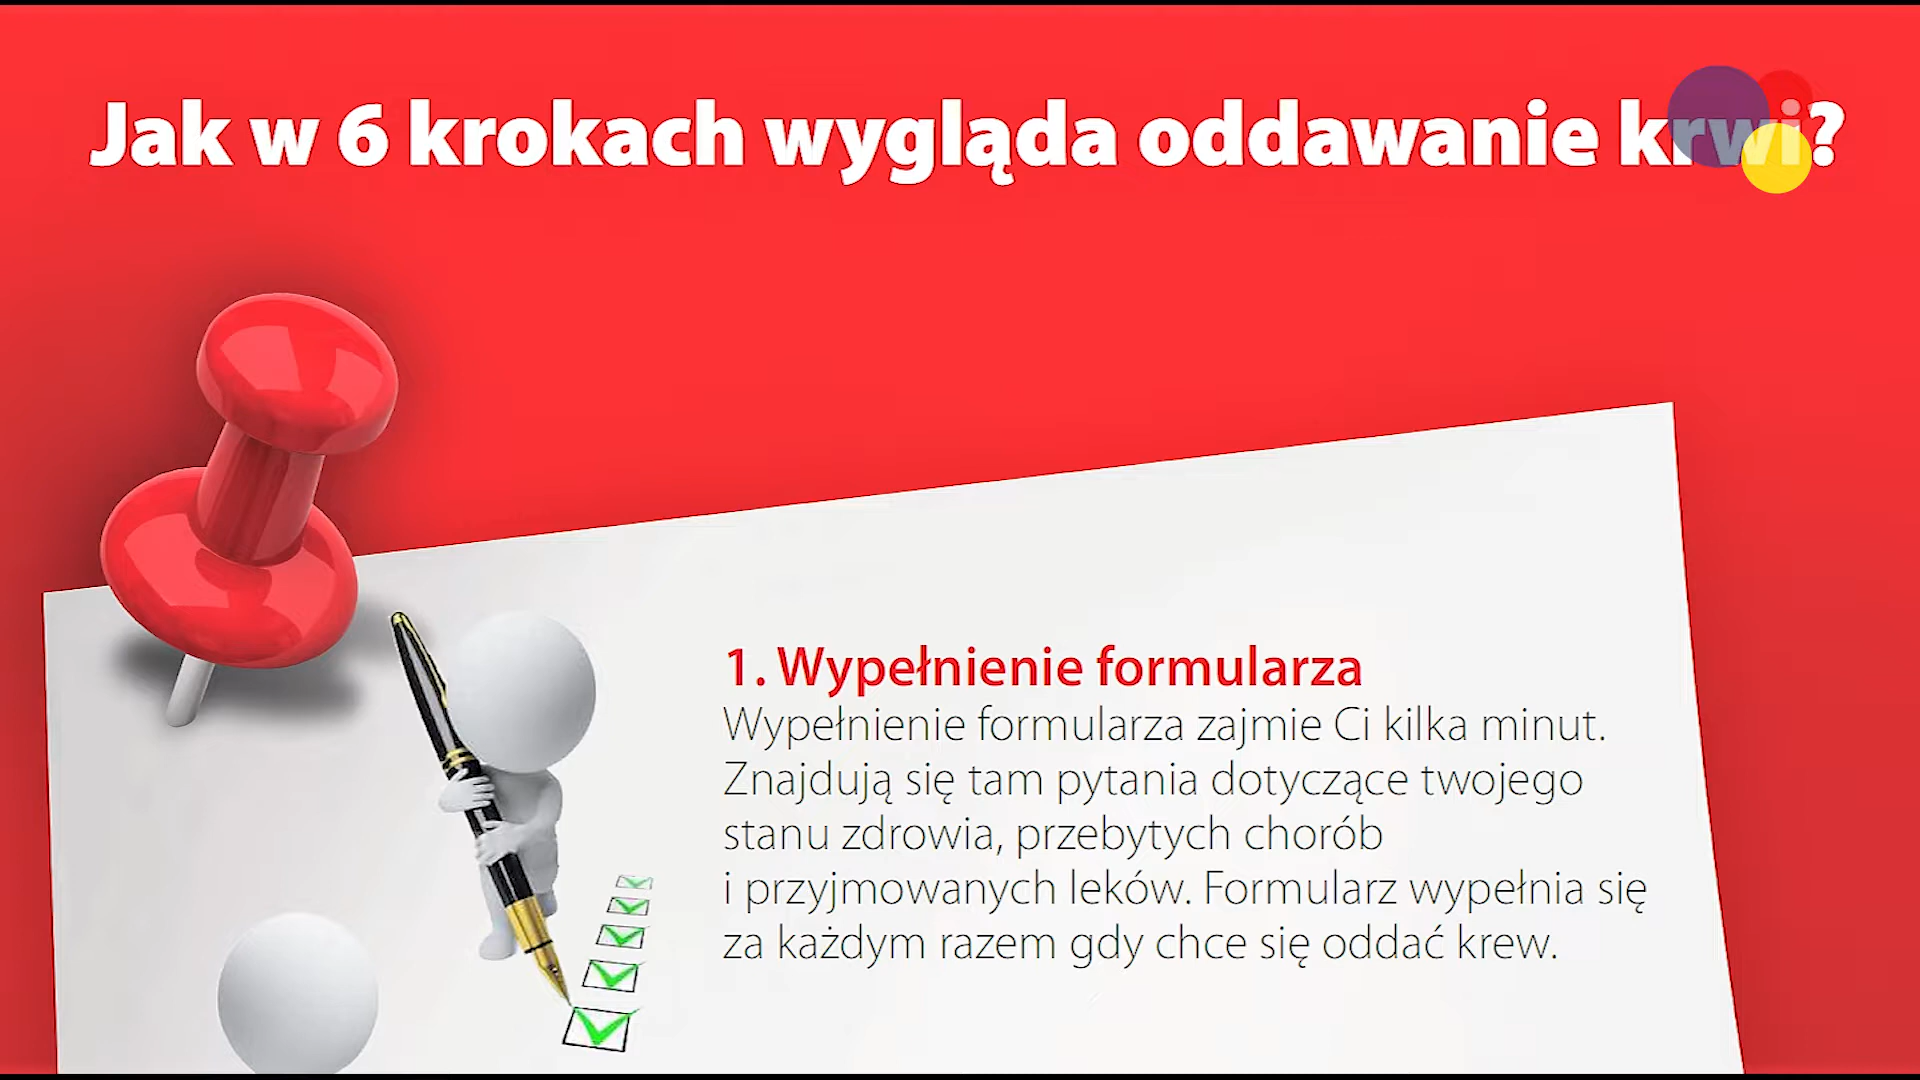 Jak w 6 krokach wygląda oddawanie krwi?
1. Wypełnienie formularza
Wypełnienie formularza zajmie Ci kilka minut.
Znajdują się tam pytania dotyczące twojego
stanu zdrowia, przebytych chorób
i przyjmowanych leków. Formularz wypełnia się
za każdym razem gdy chce się oddać krew.